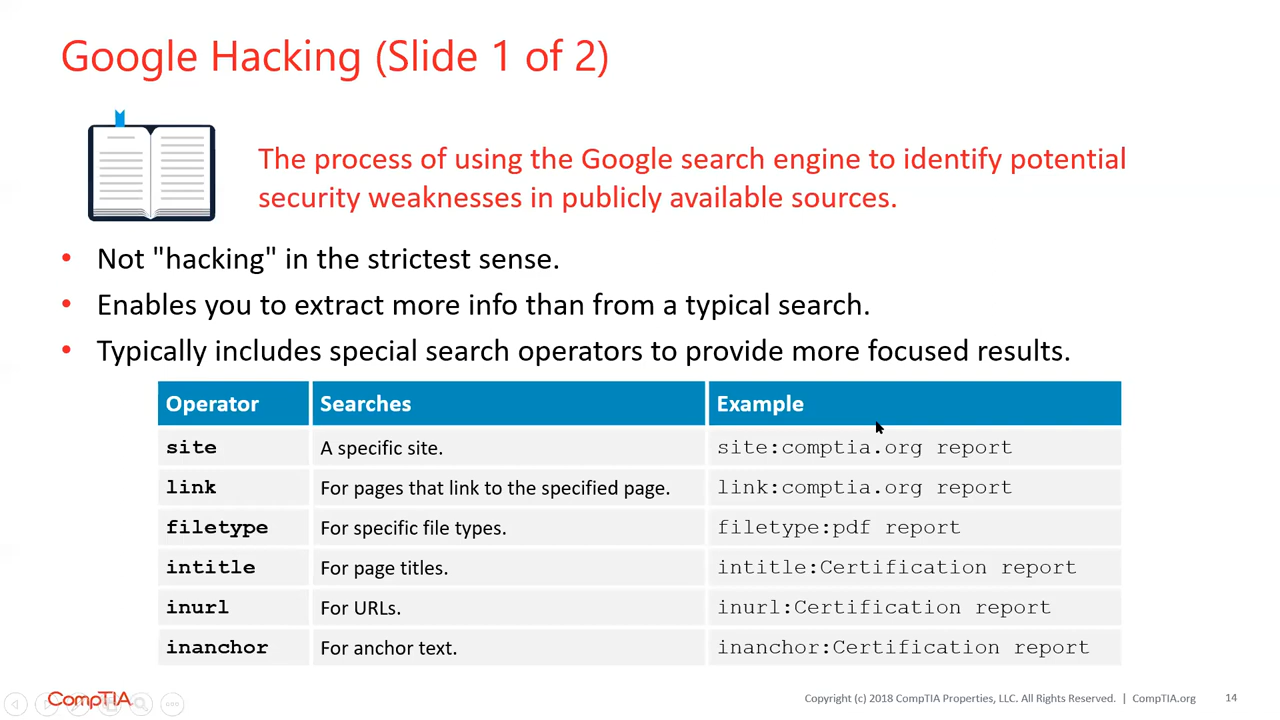 Google Hacking (Slide 1 of 2)
The process of using the Google search engine to identify potential
security weaknesses in publicly available sources.
• Not "hacking" in the strictest sense.
• Enables you to extract more info than from a typical search.
• Typically includes special search operators to provide more focused results.
Operator Searches Example
site A specific site. site:comptia.org report
link For pages that link to the specified page. link:comptia.org report
filetype For specific file types. filetype:pdf report
intitle For page titles. intitle:Certification report
inurl For URLs. inurl:Certification report
inanchor For anchor text. inanchor:Certification report
CompTIA Copyright (c) 2018 CompTIA Properties, LLC. All Rights Reserved. | CompTIA.org 14